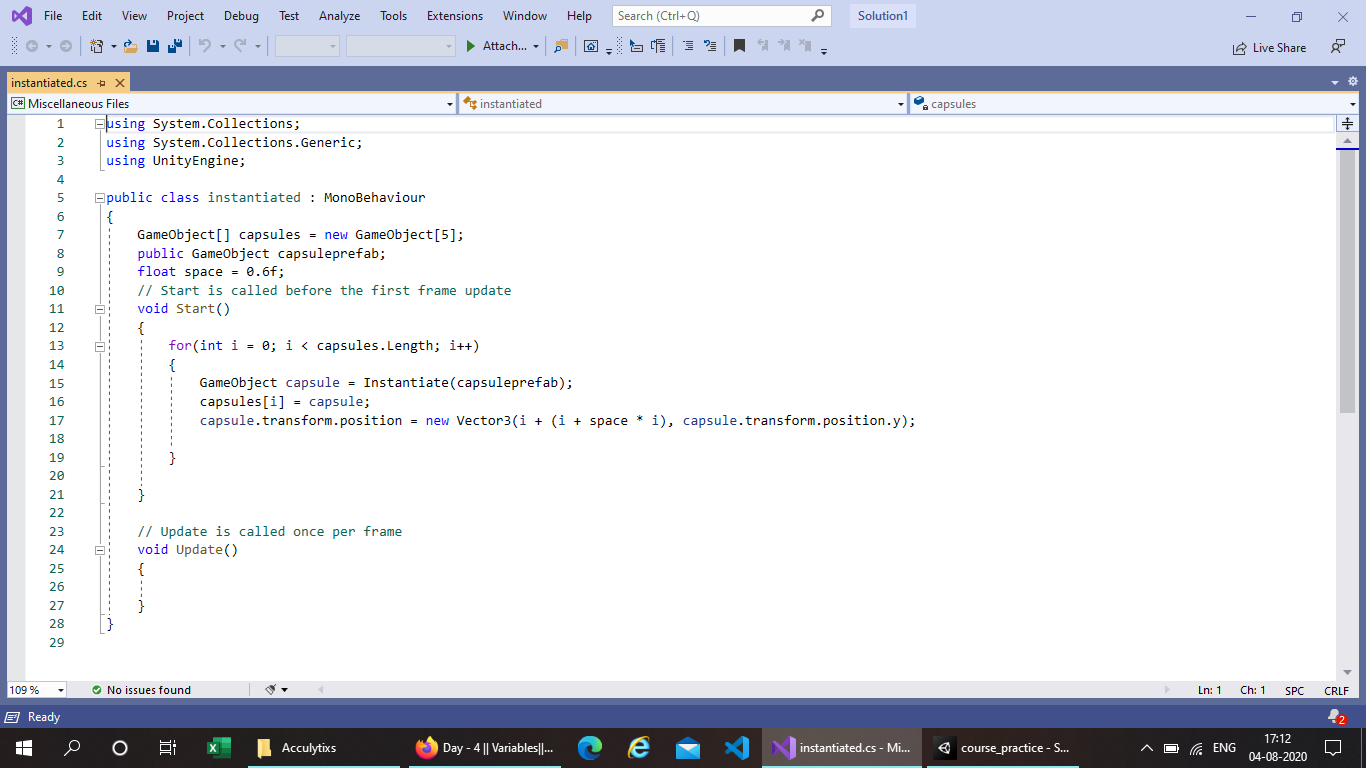 File Edit View Project Debug Test Analyze Tools Extensions Window Help Search (Ctrl+Q) Solution1
Attach... Live Share
instantiated.cs
C# Miscellaneous Files instantiated capsules
1 using System.Collections;
2 using System.Collections.Generic;
3 using UnityEngine;
4
5 public class instantiated : MonoBehaviour
6 {
7 GameObject[] capsules = new GameObject[5];
8 public GameObject capsuleprefab;
9 float space = 0.6f;
10 // Start is called before the first frame update
11 void Start()
12 {
13 for(int i = 0; i < capsules.Length; i++)
14 {
15 GameObject capsule = Instantiate(capsuleprefab);
16 capsules[i] = capsule;
17 capsule.transform.position = new Vector3(i + (i + space * i), capsule.transform.position.y);
18
19 }
20
21 }
22
23 // Update is called once per frame
24 void Update()
25 {
26
27 }
28 }
29
109 % No issues found Ln: 1 Ch: 1 SPC CRLF
Ready 2
Acculytixs Day - 4 || Variables||... instantiated.cs - Mi... course_practice - S... ENG 17:12
04-08-2020